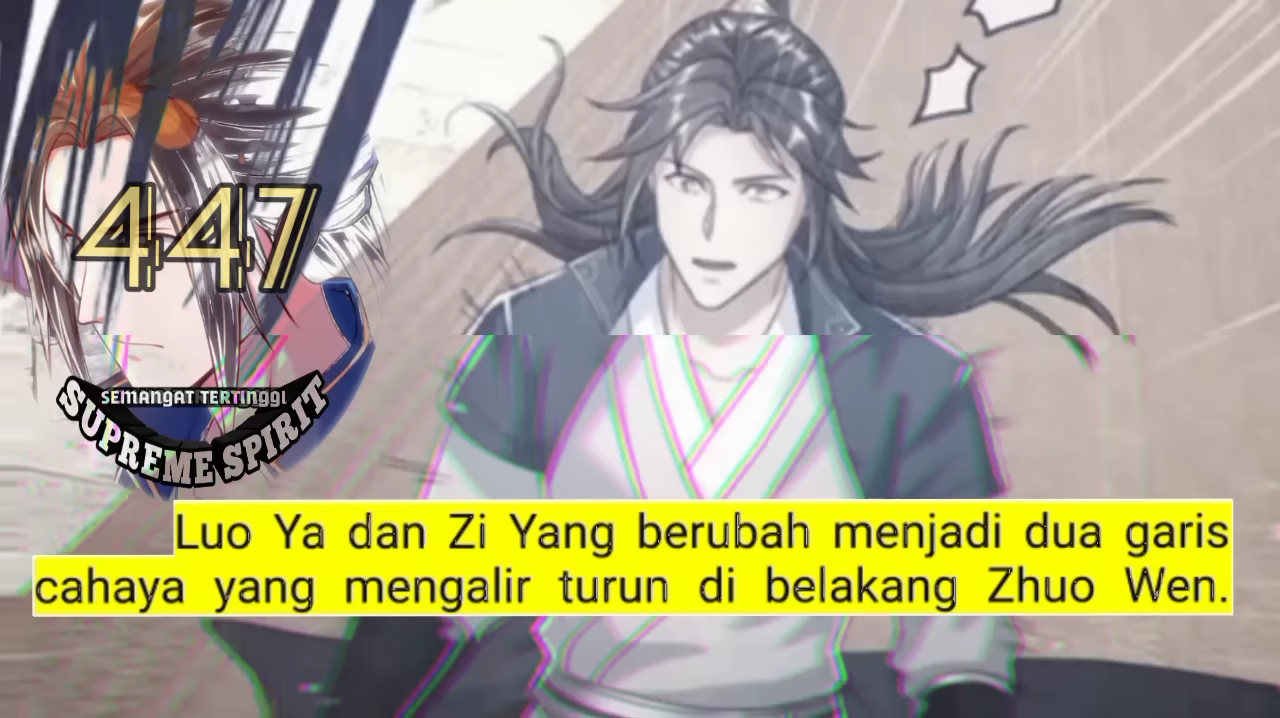 447
SEMANGAT TERTINGGI
SUPREME SPIRIT
Luo Ya dan Zi Yang berubah menjadi dua garis
cahaya yang mengalir turun di belakang Zhuo Wen.